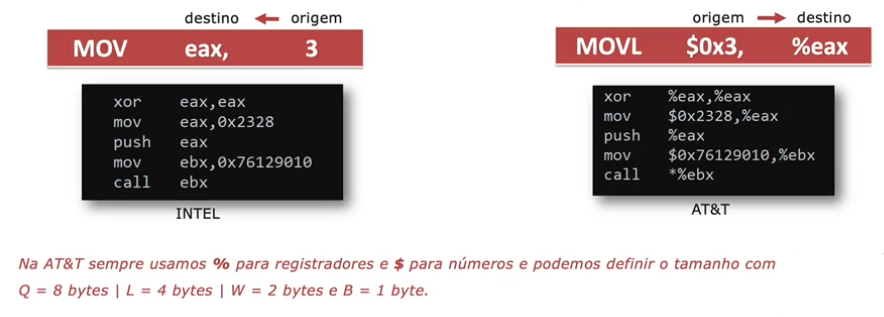 destino ← origem
MOV eax, 3
xor eax,eax
mov eax,0x2328
push eax
mov ebx,0x76129010
call ebx
INTEL
origem → destino
MOVL $0x3, %eax
xor %eax,%eax
mov $0x2328,%eax
push %eax
mov $0x76129010,%ebx
call *%ebx
AT&T
Na AT&T sempre usamos % para registradores e $ para números e podemos definir o tamanho com
Q = 8 bytes | L = 4 bytes | W = 2 bytes e B = 1 byte.